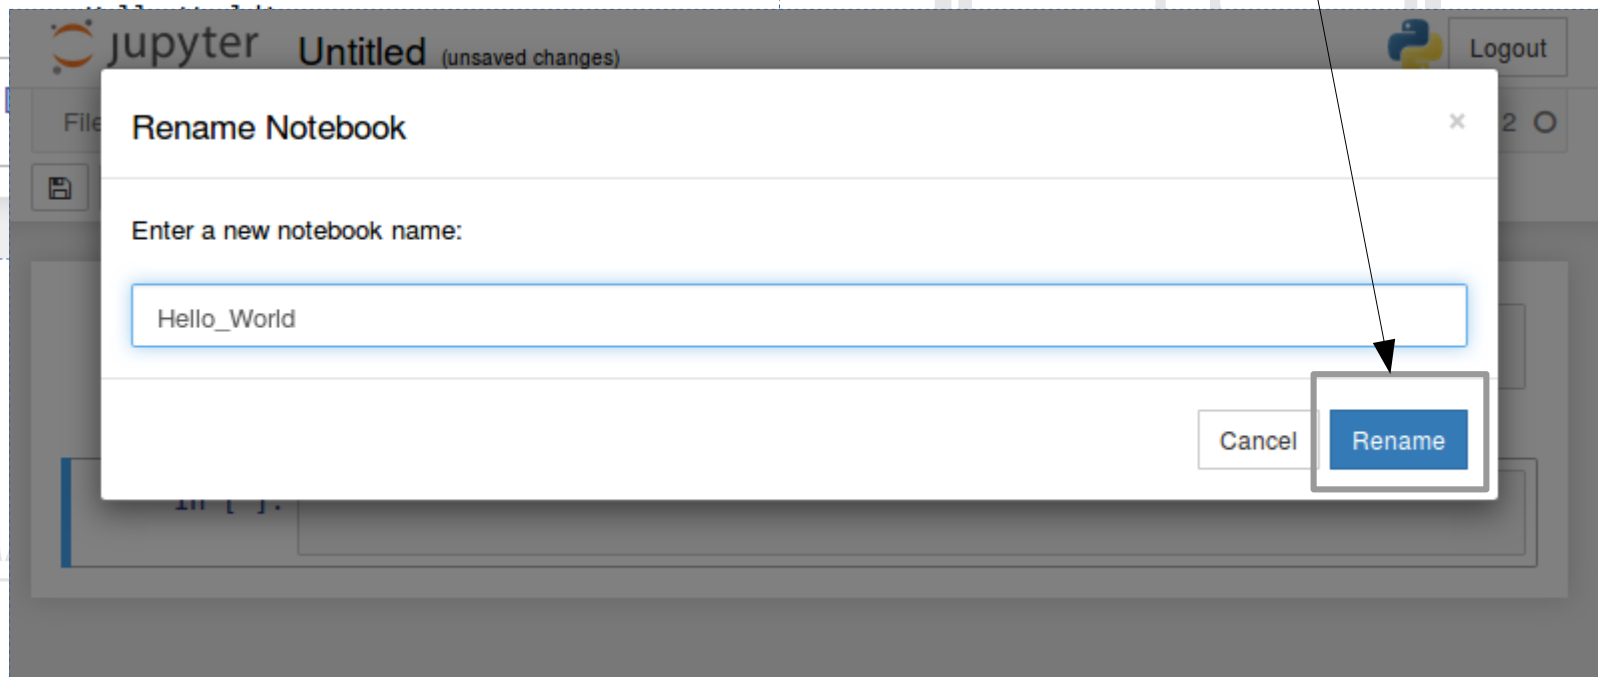 jupyter Untitled (unsaved changes) Logout
Rename Notebook ×
File 2
Enter a new notebook name:
Hello_World
Cancel Rename
In [ ]: